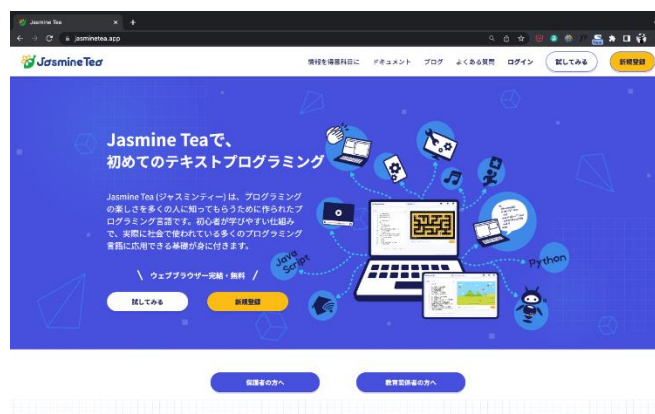 Jasmine Tea
jasminetea.app
JasmineTea
情報を得意科目に ドキュメント ブログ よくある質問 ログイン 試してみる 新規登録
Jasmine Teaで、
初めてのテキストプログラミング
Jasmine Tea (ジャスミンティー) は、プログラミング
の楽しさを多くの人に知ってもらうために作られたプ
ログラミング言語です。初心者が学びやすい仕組み
で、実際に社会で使われている多くのプログラミング
言語に応用できる基礎が身に付きます。
\ ウェブブラウザー完結・無料 /
試してみる 新規登録
Java
Script
Python
保護者の方へ 教育関係者の方へ